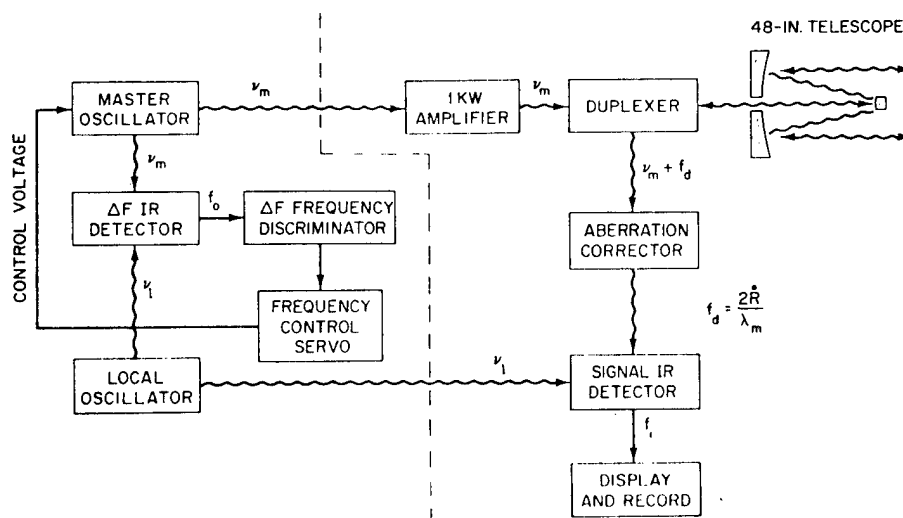 48-IN. TELESCOPE
MASTER
OSCILLATOR
ν_m
1 KW
AMPLIFIER
ν_m
DUPLEXER
ν_m
ν_m + f_d
CONTROL VOLTAGE
ΔF IR
DETECTOR
f_o
ΔF FREQUENCY
DISCRIMINATOR
ABERRATION
CORRECTOR
ν_l
FREQUENCY
CONTROL
SERVO
f_d = 2Ṙ/λ_m
LOCAL
OSCILLATOR
ν_l
SIGNAL IR
DETECTOR
DISPLAY
AND RECORD